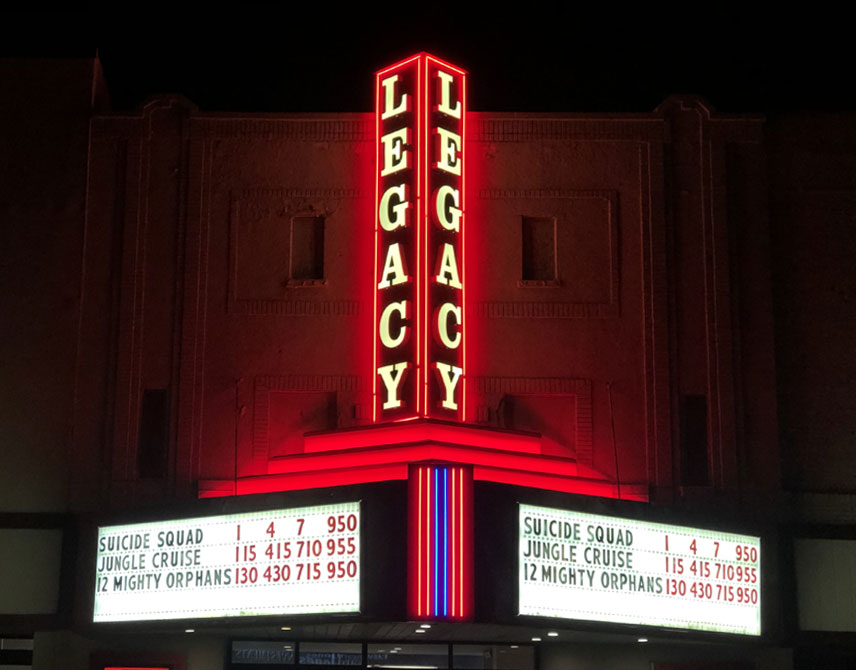 LEGACY
LEGACY
SUICIDE SQUAD 1 4 7 950
JUNGLE CRUISE 115 415 710 955
12 MIGHTY ORPHANS 130 430 715 950
SUICIDE SQUAD 1 4 7 950
JUNGLE CRUISE 115 415 710 955
12 MIGHTY ORPHANS 130 430 715 950